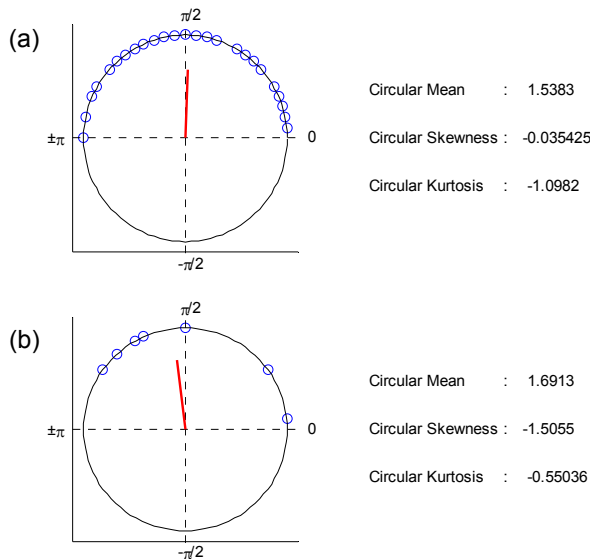 (a)
π/2
±π
0
-π/2
Circular Mean : 1.5383
Circular Skewness : -0.035425
Circular Kurtosis : -1.0982
(b)
π/2
±π
0
-π/2
Circular Mean : 1.6913
Circular Skewness : -1.5055
Circular Kurtosis : -0.55036